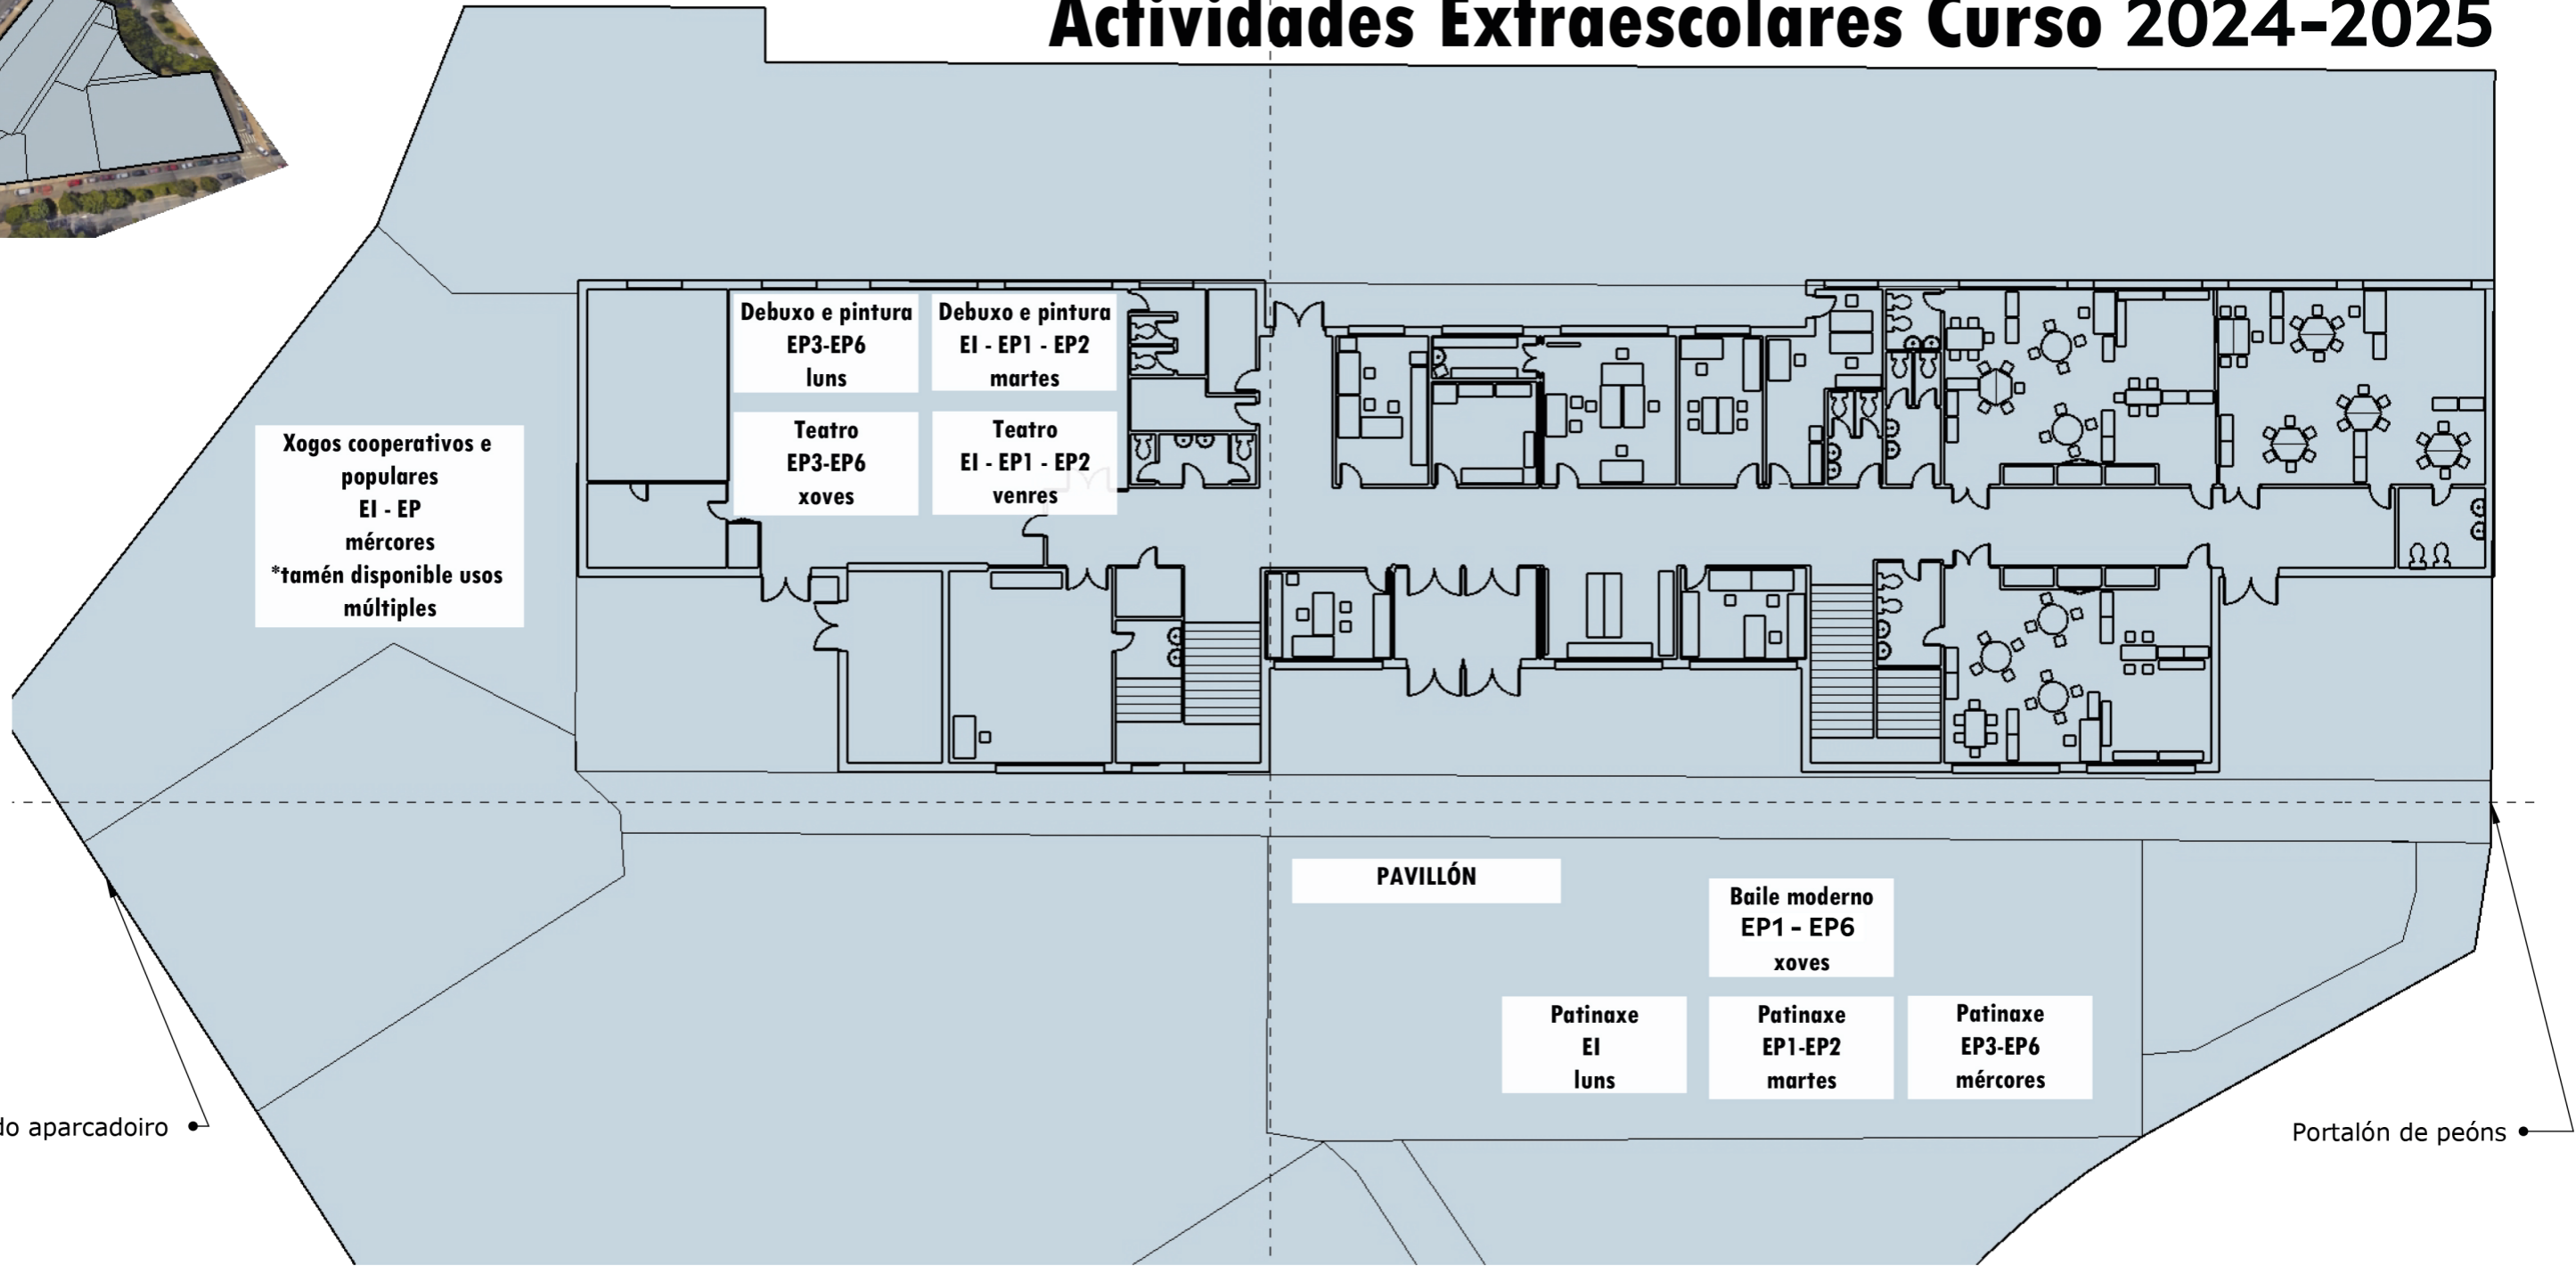 Actividades Extraescolares Curso 2024-2025
Debuxo e pintura
EP3-EP6
luns
Debuxo e pintura
EI - EP1 - EP2
martes
Teatro
EP3-EP6
xoves
Teatro
EI - EP1 - EP2
venres
Xogos cooperativos e
populares
EI - EP
mércores
*tamén disponible usos
múltiples
PAVILLÓN
Baile moderno
EP1 - EP6
xoves
Patinaxe
EI
luns
Patinaxe
EP1-EP2
martes
Patinaxe
EP3-EP6
mércores
do aparcadoiro
Portalón de peóns